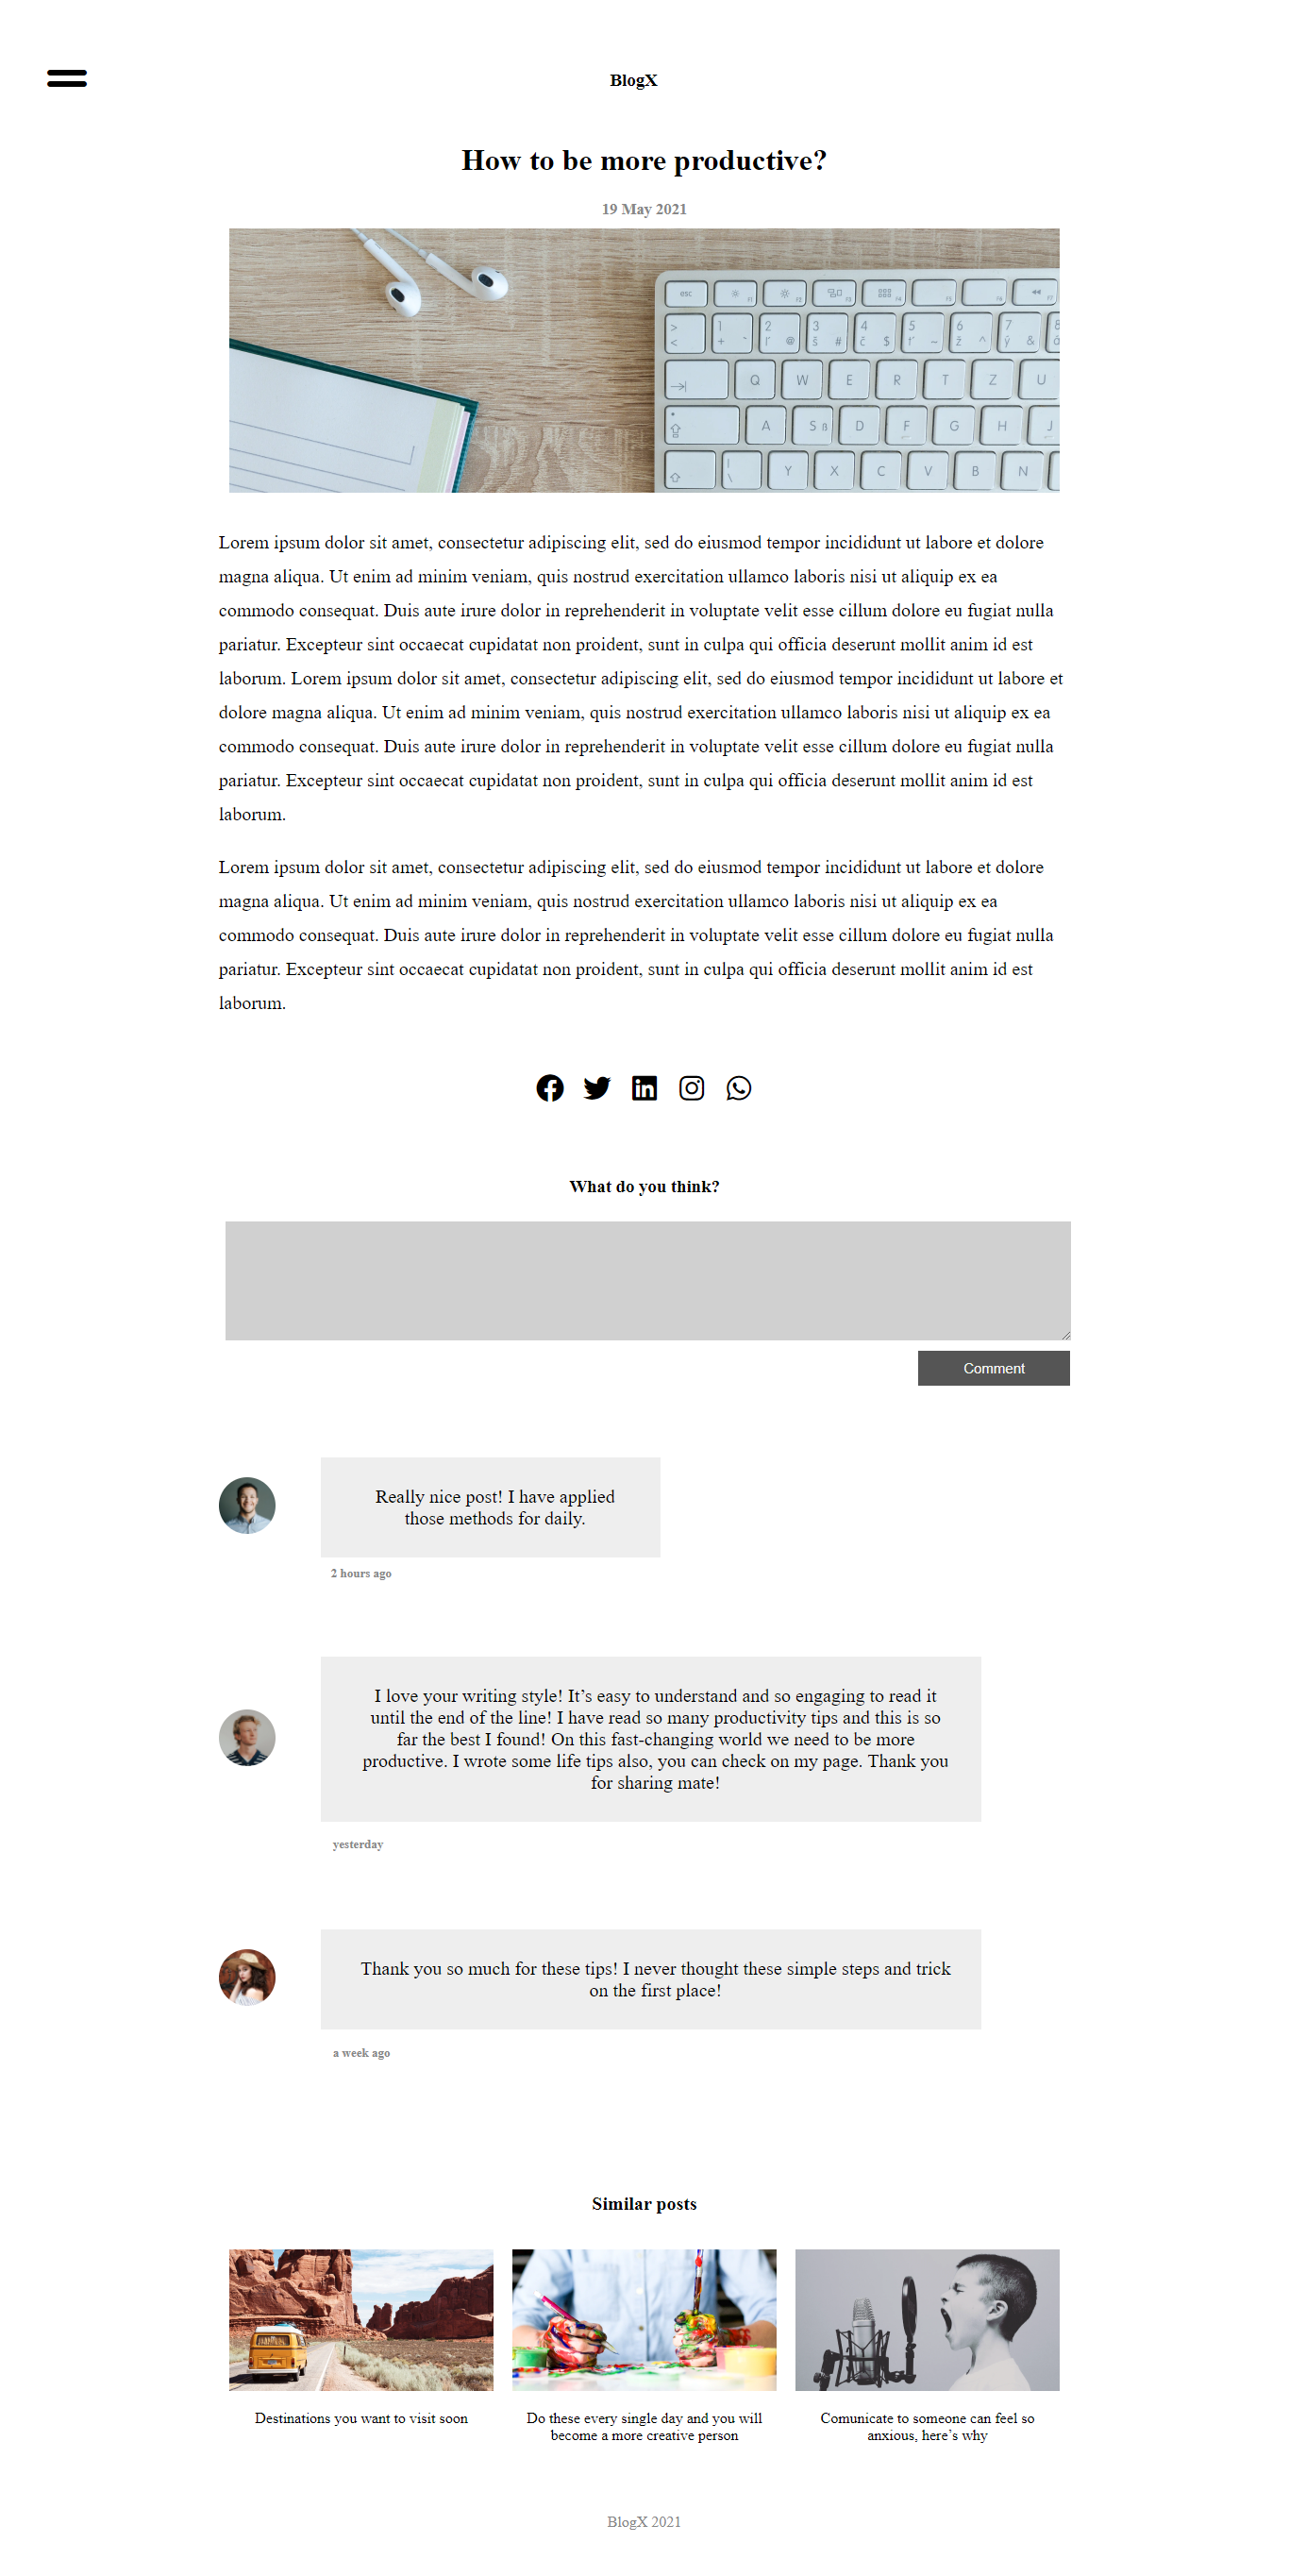 BlogX
How to be more productive?
19 May 2021
esc
Q W E R T Z U
A S ß D F G H J
Y X C V B N
Lorem ipsum dolor sit amet, consectetur adipiscing elit, sed do eiusmod tempor incididunt ut labore et dolore
magna aliqua. Ut enim ad minim veniam, quis nostrud exercitation ullamco laboris nisi ut aliquip ex ea
commodo consequat. Duis aute irure dolor in reprehenderit in voluptate velit esse cillum dolore eu fugiat nulla
pariatur. Excepteur sint occaecat cupidatat non proident, sunt in culpa qui officia deserunt mollit anim id est
laborum. Lorem ipsum dolor sit amet, consectetur adipiscing elit, sed do eiusmod tempor incididunt ut labore et
dolore magna aliqua. Ut enim ad minim veniam, quis nostrud exercitation ullamco laboris nisi ut aliquip ex ea
commodo consequat. Duis aute irure dolor in reprehenderit in voluptate velit esse cillum dolore eu fugiat nulla
pariatur. Excepteur sint occaecat cupidatat non proident, sunt in culpa qui officia deserunt mollit anim id est
laborum.
Lorem ipsum dolor sit amet, consectetur adipiscing elit, sed do eiusmod tempor incididunt ut labore et dolore
magna aliqua. Ut enim ad minim veniam, quis nostrud exercitation ullamco laboris nisi ut aliquip ex ea
commodo consequat. Duis aute irure dolor in reprehenderit in voluptate velit esse cillum dolore eu fugiat nulla
pariatur. Excepteur sint occaecat cupidatat non proident, sunt in culpa qui officia deserunt mollit anim id est
laborum.
What do you think?
Comment
Really nice post! I have applied
those methods for daily.
2 hours ago
I love your writing style! It’s easy to understand and so engaging to read it
until the end of the line! I have read so many productivity tips and this is so
far the best I found! On this fast-changing world we need to be more
productive. I wrote some life tips also, you can check on my page. Thank you
for sharing mate!
yesterday
Thank you so much for these tips! I never thought these simple steps and trick
on the first place!
a week ago
Similar posts
Destinations you want to visit soon
Do these every single day and you will
become a more creative person
Comunicate to someone can feel so
anxious, here’s why
BlogX 2021